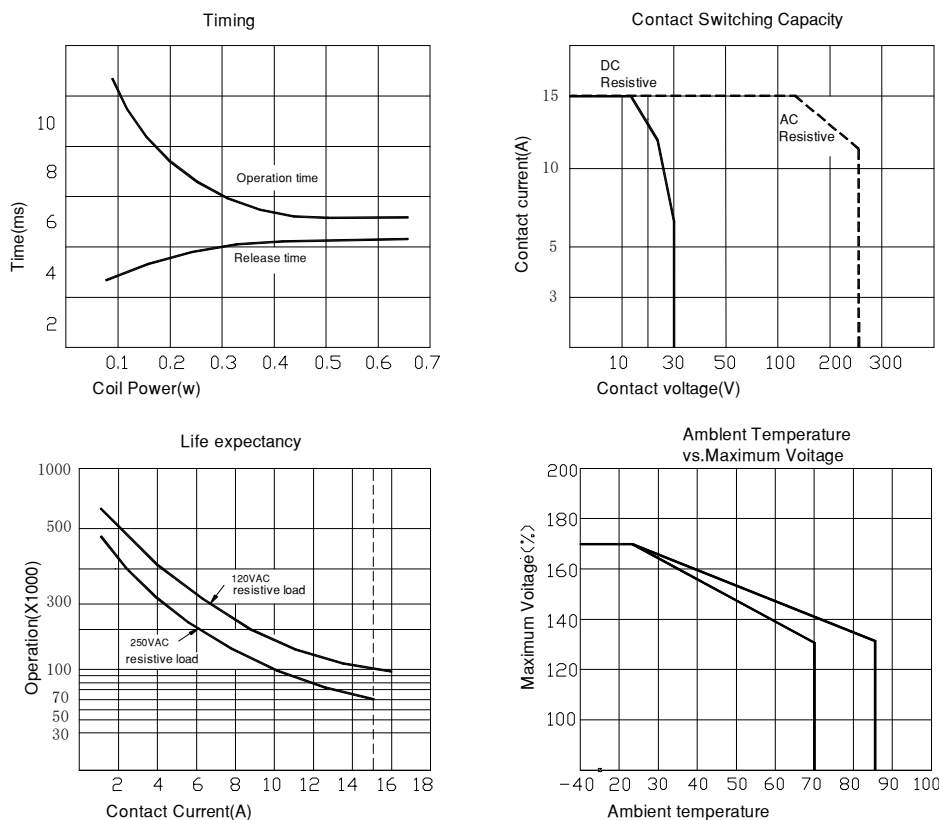 Timing
10
8
6
4
2
Time(ms)
Operation time
Release time
0.1 0.2 0.3 0.4 0.5 0.6 0.7
Coil Power(w)
Contact Switching Capacity
15
10
5
3
Contact current(A)
DC
Resistive
AC
Resistive
10 30 50 100 200 300
Contact voltage(V)
Life expectancy
1000
500
300
100
70
50
30
Operation(X1000)
120VAC
resistive load
250VAC
resistive load
2 4 6 8 10 12 14 16 18
Contact Current(A)
Amblent Temperature
vs.Maximum Voitage
200
180
160
140
120
100
Maximum Voitage(%)
-40 20 30 40 50 60 70 80 90 100
Ambient temperature